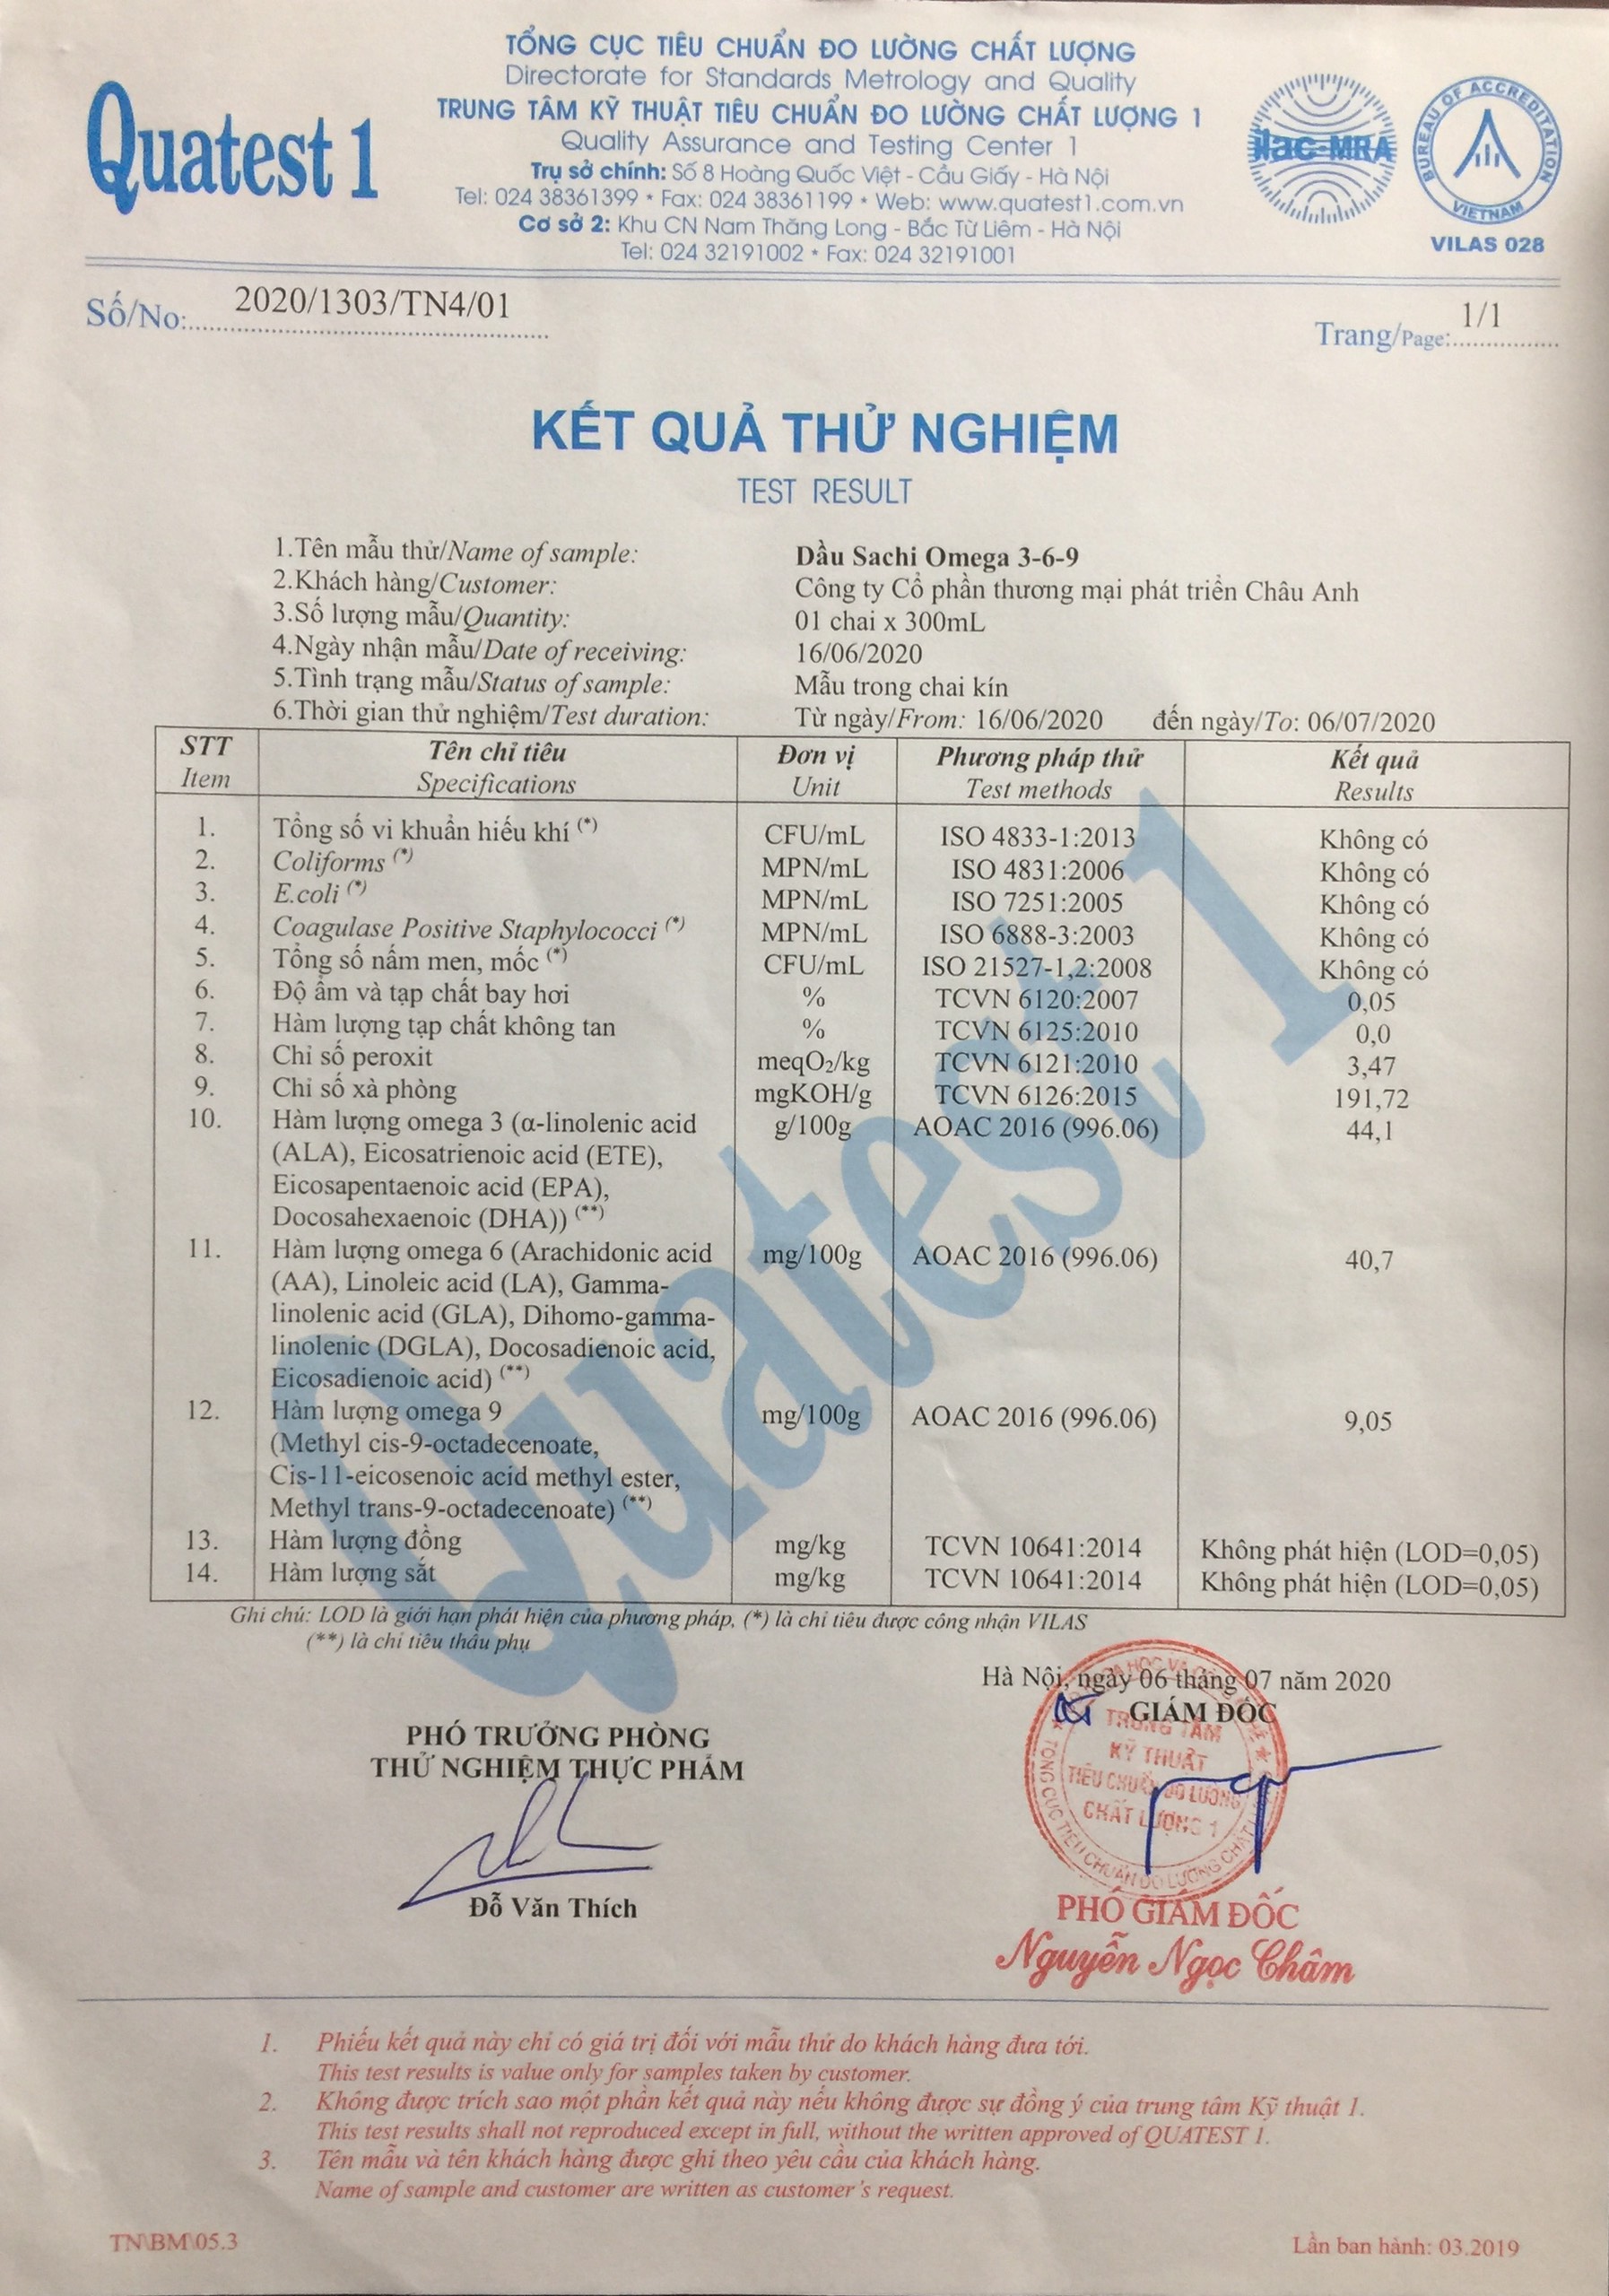 TỔNG CỤC TIÊU CHUẨN ĐO LƯỜNG CHẤT LƯỢNG
Directorate for Standards Metrology and Quality
TRUNG TÂM KỸ THUẬT TIÊU CHUẨN ĐO LƯỜNG CHẤT LƯỢNG 1
Quality Assurance and Testing Center 1
Trụ sở chính: Số 8 Hoàng Quốc Việt - Cầu Giấy - Hà Nội
Tel: 024 38361399 * Fax: 024 38361199 * Web: www.quatest1.com.vn
Cơ sở 2: Khu CN Nam Thăng Long - Bắc Từ Liêm - Hà Nội
Tel: 024 32191002 * Fax: 024 32191001
Quatest 1
ilac-MRA
BUREAU OF ACCREDITATION
VIETNAM
VILAS 028
Số/No: 2020/1303/TN4/01
Trang/Page: 1/1
KẾT QUẢ THỬ NGHIỆM
TEST RESULT
1.Tên mẫu thử/Name of sample: Dầu Sachi Omega 3-6-9
2.Khách hàng/Customer: Công ty Cổ phần thương mại phát triển Châu Anh
3.Số lượng mẫu/Quantity: 01 chai x 300mL
4.Ngày nhận mẫu/Date of receiving: 16/06/2020
5.Tình trạng mẫu/Status of sample: Mẫu trong chai kín
6.Thời gian thử nghiệm/Test duration: Từ ngày/From: 16/06/2020 đến ngày/To: 06/07/2020
STT Tên chỉ tiêu Đơn vị Phương pháp thử Kết quả
Item Specifications Unit Test methods Results
1. Tổng số vi khuẩn hiếu khí (*) CFU/mL ISO 4833-1:2013 Không có
2. Coliforms (*) MPN/mL ISO 4831:2006 Không có
3. E.coli (*) MPN/mL ISO 7251:2005 Không có
4. Coagulase Positive Staphylococci (*) MPN/mL ISO 6888-3:2003 Không có
5. Tổng số nấm men, mốc (*) CFU/mL ISO 21527-1,2:2008 Không có
6. Độ ẩm và tạp chất bay hơi % TCVN 6120:2007 0,05
7. Hàm lượng tạp chất không tan % TCVN 6125:2010 0,0
8. Chỉ số peroxit meqO2/kg TCVN 6121:2010 3,47
9. Chỉ số xà phòng mgKOH/g TCVN 6126:2015 191,72
10. Hàm lượng omega 3 (α-linolenic acid g/100g AOAC 2016 (996.06) 44,1
(ALA), Eicosatrienoic acid (ETE),
Eicosapentaenoic acid (EPA),
Docosahexaenoic (DHA)) (**)
11. Hàm lượng omega 6 (Arachidonic acid mg/100g AOAC 2016 (996.06) 40,7
(AA), Linoleic acid (LA), Gamma-
linolenic acid (GLA), Dihomo-gamma-
linolenic (DGLA), Docosadienoic acid,
Eicosadienoic acid) (**)
12. Hàm lượng omega 9 mg/100g AOAC 2016 (996.06) 9,05
(Methyl cis-9-octadecenoate,
Cis-11-eicosenoic acid methyl ester,
Methyl trans-9-octadecenoate) (**)
13. Hàm lượng đồng mg/kg TCVN 10641:2014 Không phát hiện (LOD=0,05)
14. Hàm lượng sắt mg/kg TCVN 10641:2014 Không phát hiện (LOD=0,05)
Quatest 1
Ghi chú: LOD là giới hạn phát hiện của phương pháp, (*) là chỉ tiêu được công nhận VILAS
(**) là chỉ tiêu thầu phụ
Hà Nội, ngày 06 tháng 07 năm 2020
GIÁM ĐỐC
PHÓ TRƯỞNG PHÒNG
THỬ NGHIỆM THỰC PHẨM
TRUNG TÂM
KỸ THUẬT
TIÊU CHUẨN ĐO LƯỜNG
CHẤT LƯỢNG 1
TỔNG CỤC TIÊU CHUẨN ĐO LƯỜNG CHẤT
Đỗ Văn Thích
PHÓ GIÁM ĐỐC
Nguyễn Ngọc Châm
1. Phiếu kết quả này chỉ có giá trị đối với mẫu thử do khách hàng đưa tới.
This test results is value only for samples taken by customer.
2. Không được trích sao một phần kết quả này nếu không được sự đồng ý của trung tâm Kỹ thuật 1.
This test results shall not reproduced except in full, without the written approved of QUATEST 1.
3. Tên mẫu và tên khách hàng được ghi theo yêu cầu của khách hàng.
Name of sample and customer are written as customer's request.
TN\BM\05.3
Lần ban hành: 03.2019